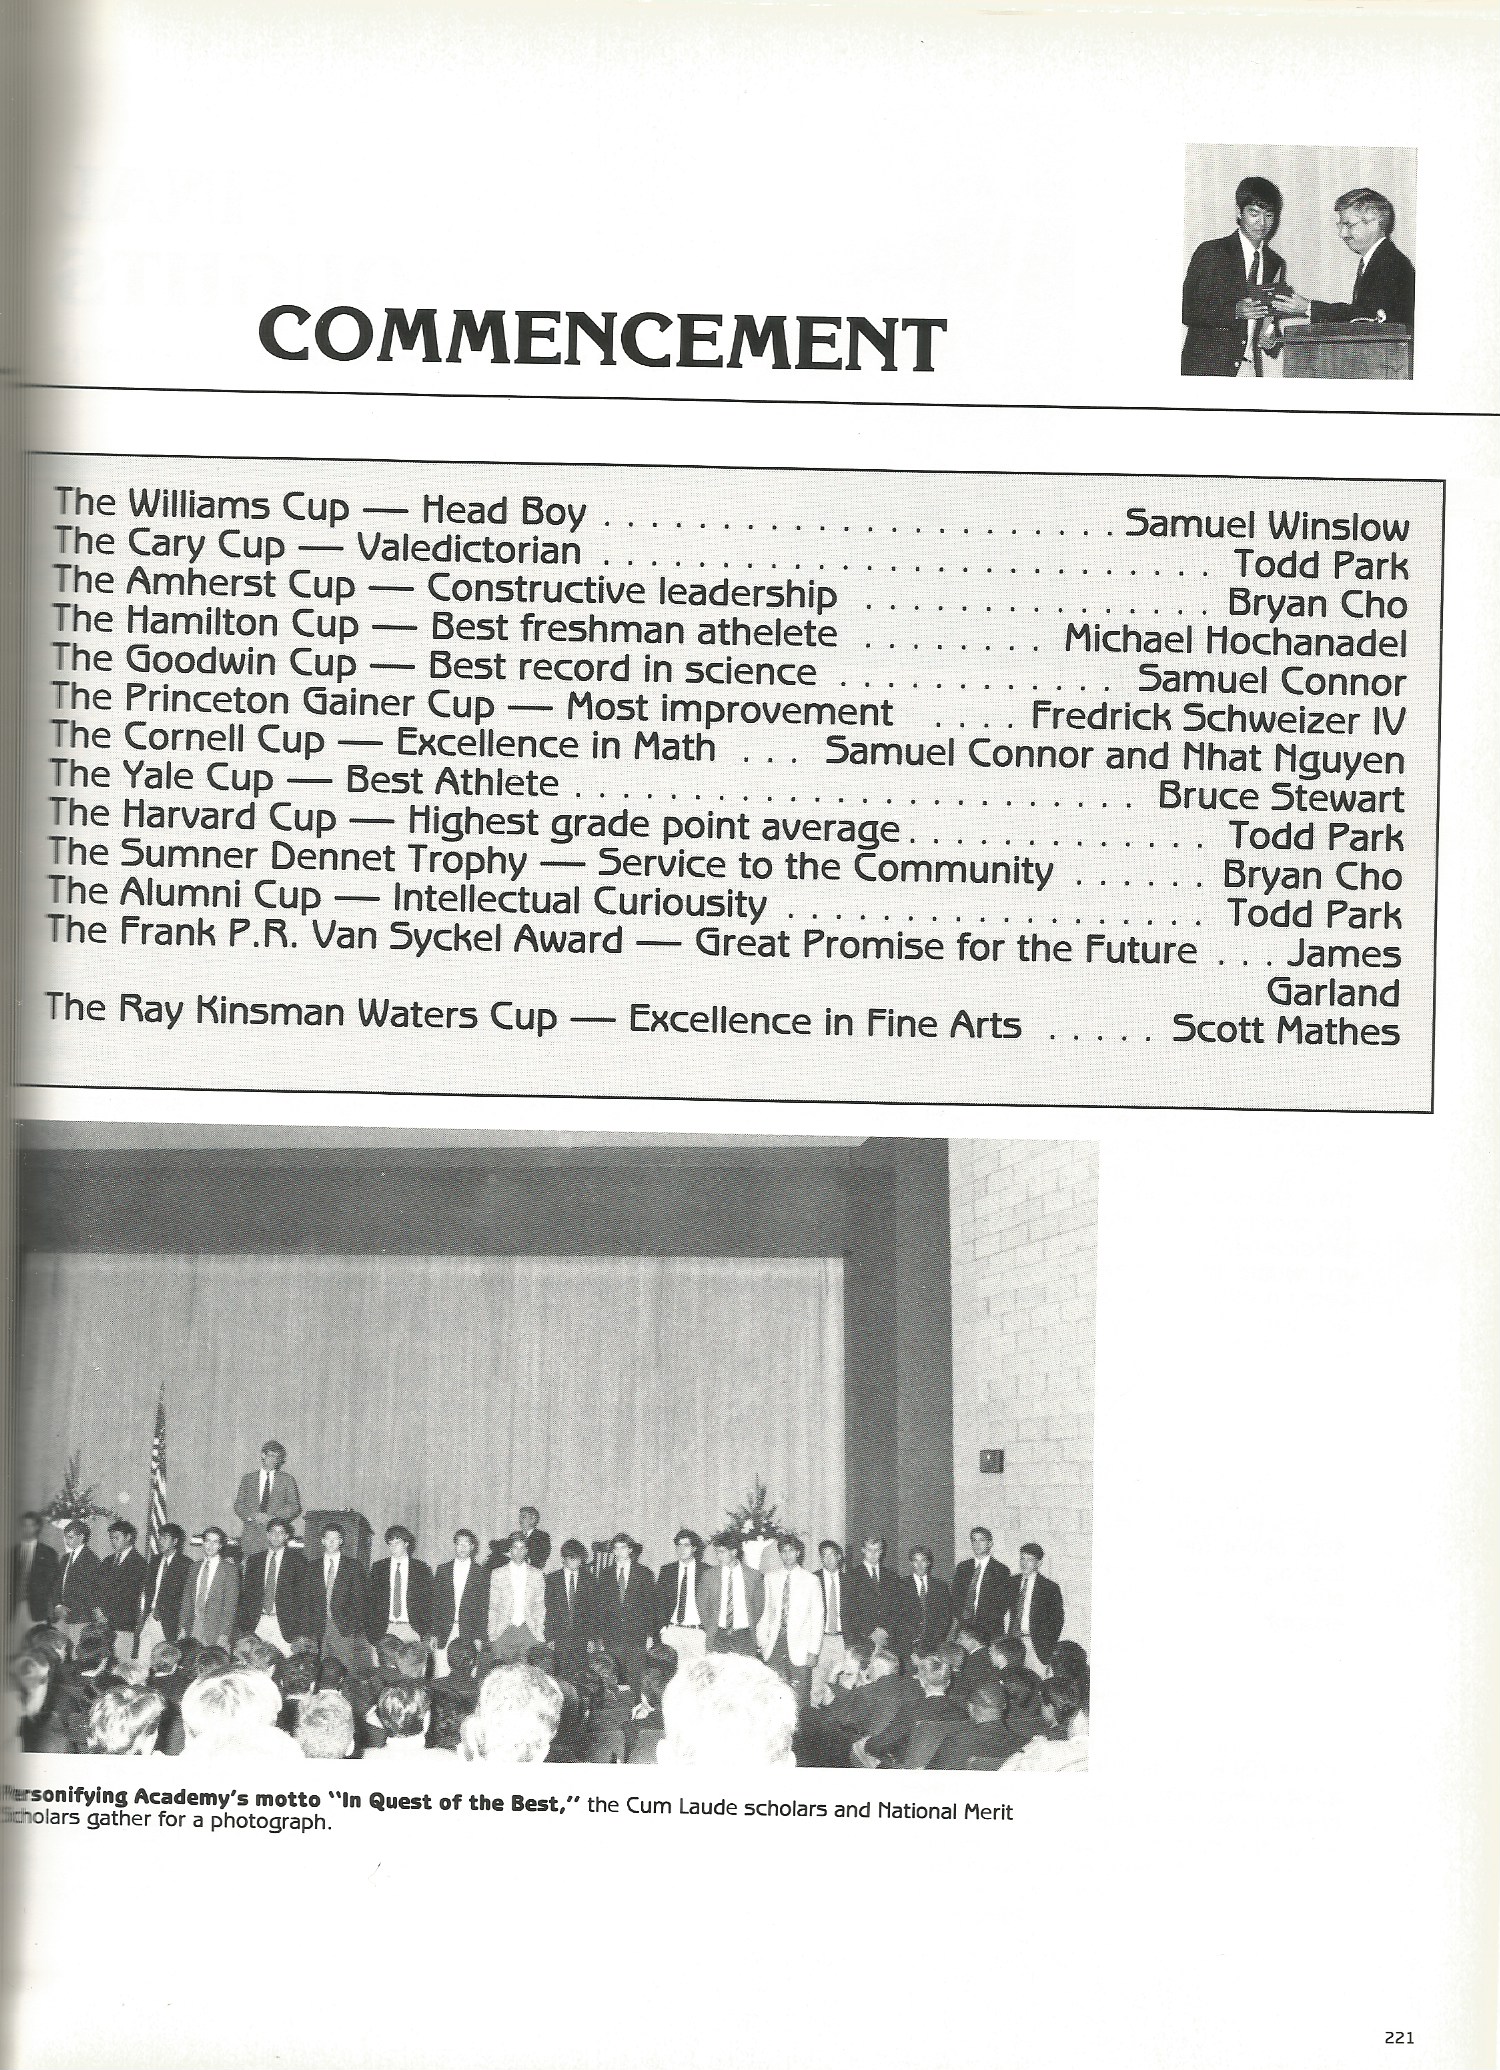 COMMENCEMENT
The Williams Cup — Head Boy . . . . . . . . . . . . . . . . . . . . . Samuel Winslow
The Cary Cup — Valedictorian . . . . . . . . . . . . . . . . . . . . . . . . . Todd Park
The Amherst Cup — Constructive leadership . . . . . . . . . . . . . . Bryan Cho
The Hamilton Cup — Best freshman athelete . . . . . . . . Michael Hochanadel
The Goodwin Cup — Best record in science . . . . . . . . . . . Samuel Connor
The Princeton Gainer Cup — Most improvement . . . . Fredrick Schweizer IV
The Cornell Cup — Excellence in Math . . . Samuel Connor and Nhat Nguyen
The Yale Cup — Best Athlete . . . . . . . . . . . . . . . . . . . . . . Bruce Stewart
The Harvard Cup — Highest grade point average. . . . . . . . . . . . Todd Park
The Sumner Dennet Trophy — Service to the Community . . . . . . Bryan Cho
The Alumni Cup — Intellectual Curiousity . . . . . . . . . . . . . . . . . Todd Park
The Frank P.R. Van Syckel Award — Great Promise for the Future . . . James
Garland
The Ray Kinsman Waters Cup — Excellence in Fine Arts . . . . . Scott Mathes
Personifying Academy's motto "In Quest of the Best," the Cum Laude scholars and National Merit
Scholars gather for a photograph.
221